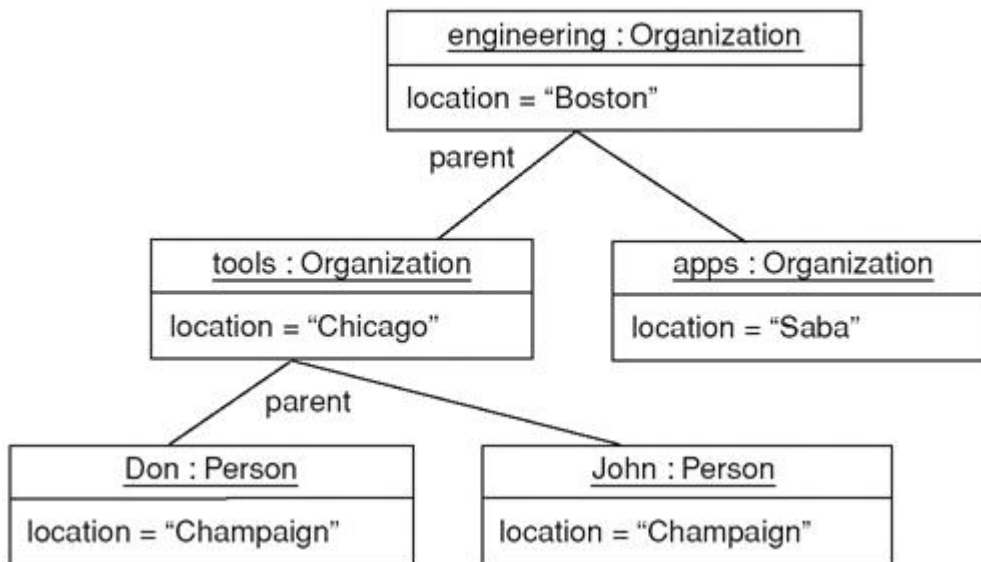 engineering : Organization
location = “Boston”
parent
tools : Organization
apps : Organization
location = “Chicago”
location = “Saba”
parent
Don : Person
John : Person
location = “Champaign”
location = “Champaign”